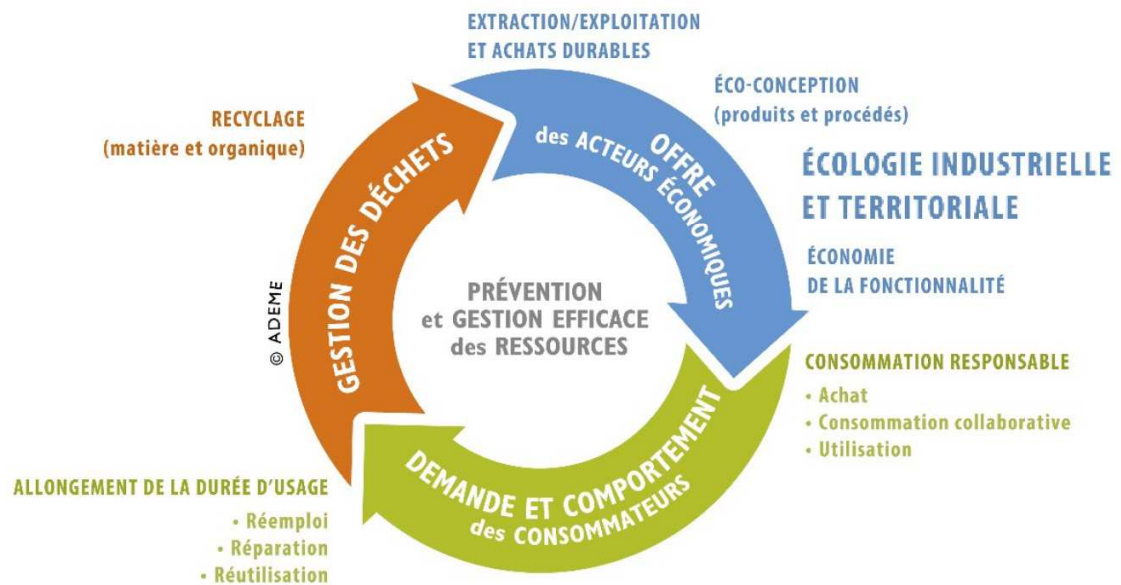 EXTRACTION/EXPLOITATION
ET ACHATS DURABLES
ÉCO-CONCEPTION
(produits et procédés)
ÉCOLOGIE INDUSTRIELLE
ET TERRITORIALE
ÉCONOMIE
DE LA FONCTIONNALITÉ
OFFRE
des ACTEURS ÉCONOMIQUES
CONSOMMATION RESPONSABLE
• Achat
• Consommation collaborative
• Utilisation
DEMANDE ET COMPORTEMENT
des CONSOMMATEURS
ALLONGEMENT DE LA DURÉE D'USAGE
• Réemploi
• Réparation
• Réutilisation
RECYCLAGE
(matière et organique)
GESTION DES DÉCHETS
PRÉVENTION
et GESTION EFFICACE
des RESSOURCES
© ADEME